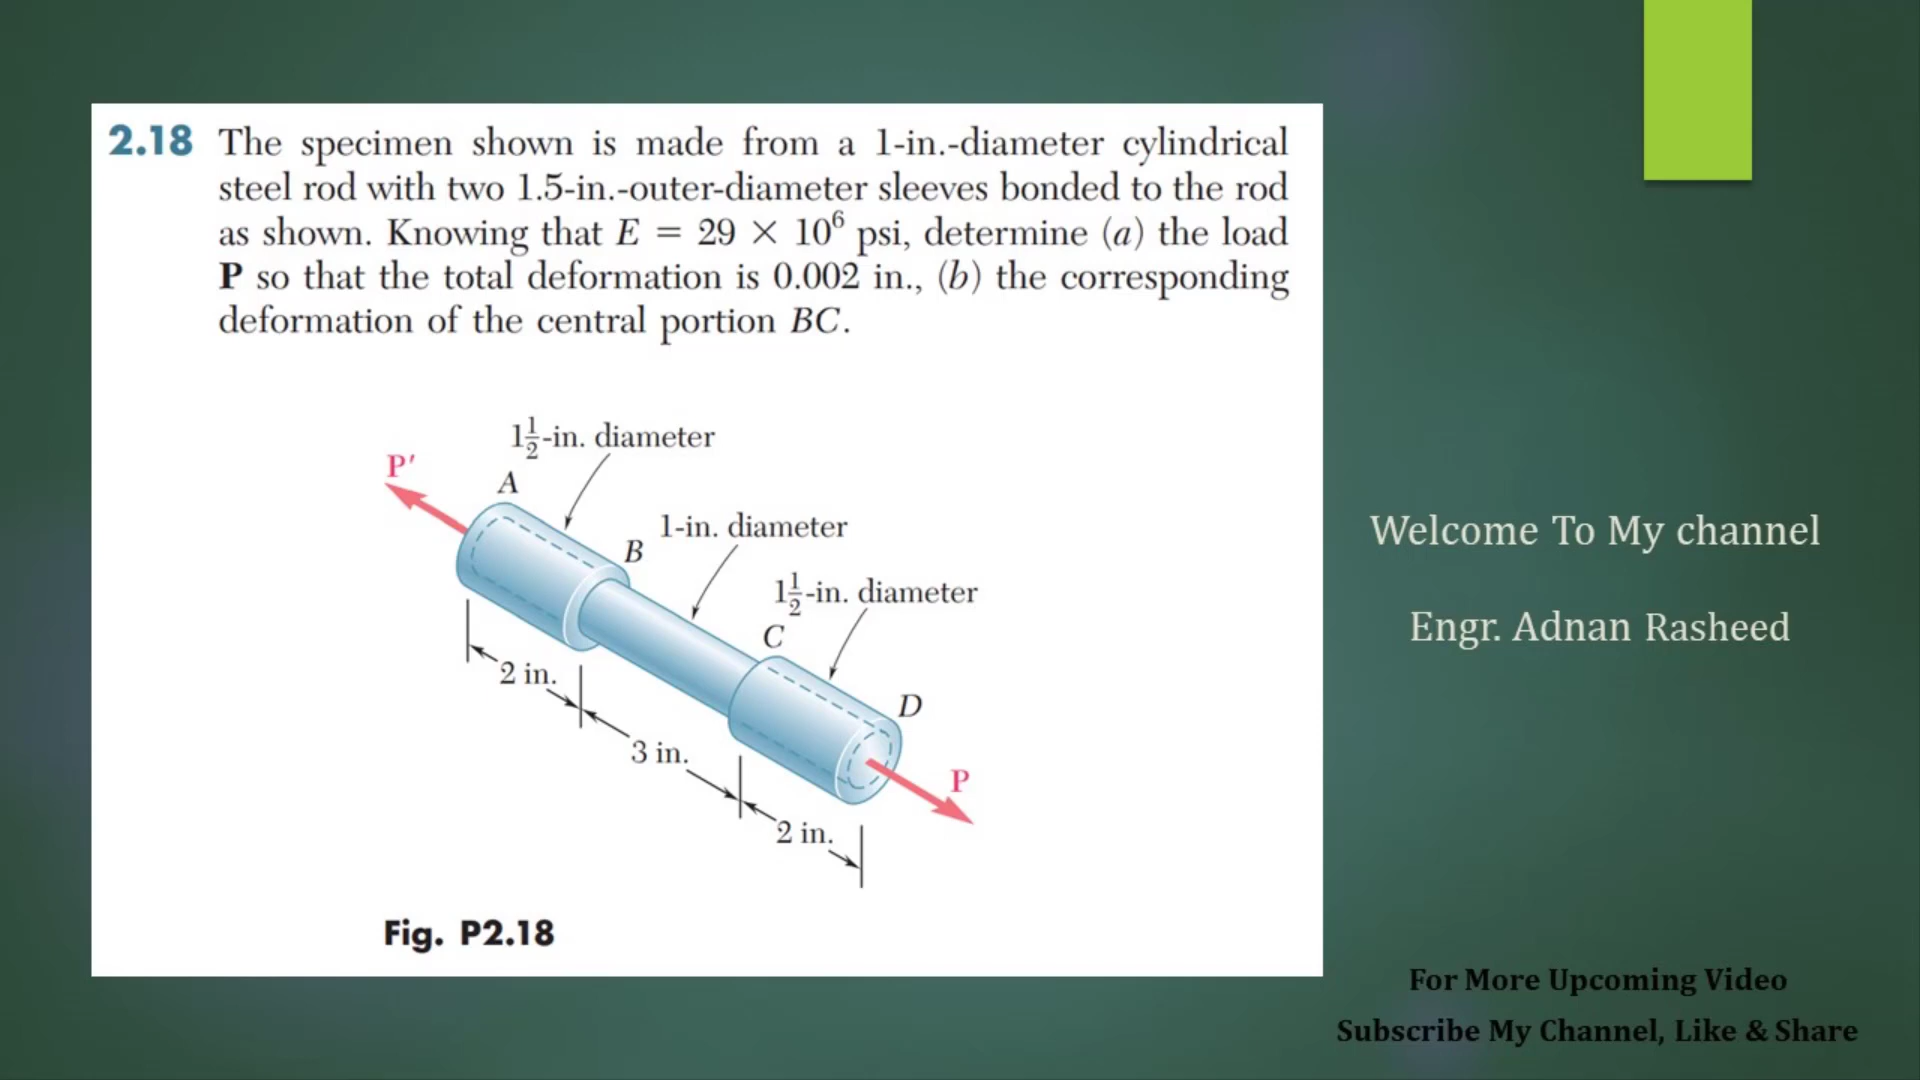 2.18 The specimen shown is made from a 1-in.-diameter cylindrical
steel rod with two 1.5-in.-outer-diameter sleeves bonded to the rod
as shown. Knowing that E = 29 × 10⁶ psi, determine (a) the load
P so that the total deformation is 0.002 in., (b) the corresponding
deformation of the central portion BC.
1½-in. diameter
P′
A
1-in. diameter
B
1½-in. diameter
C
2 in.
D
3 in.
P
2 in.
Fig. P2.18
Welcome To My channel
Engr. Adnan Rasheed
For More Upcoming Video
Subscribe My Channel, Like & Share